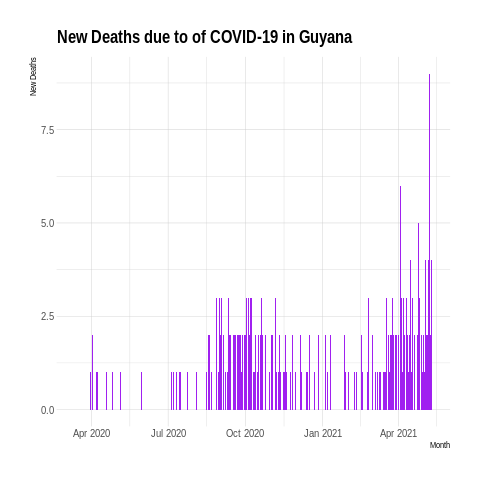 New Deaths due to of COVID-19 in Guyana
New Deaths
7.5
5.0
2.5
0.0
Apr 2020 Jul 2020 Oct 2020 Jan 2021 Apr 2021
Month